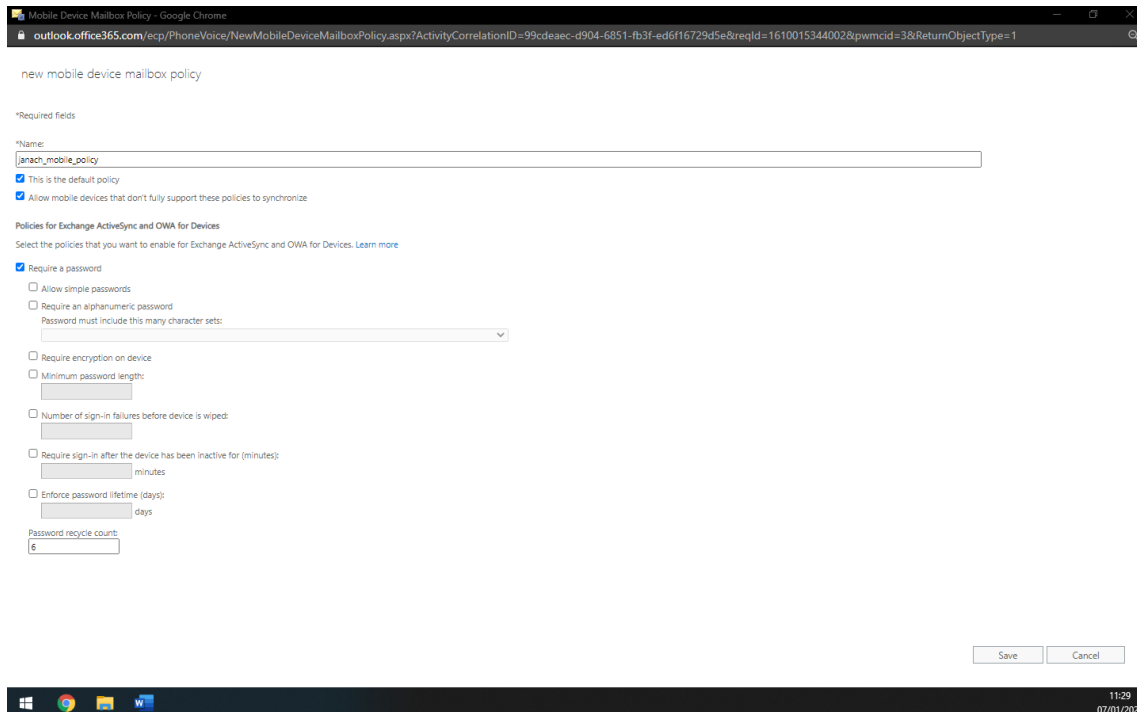 Mobile Device Mailbox Policy - Google Chrome
outlook.office365.com/ecp/PhoneVoice/NewMobileDeviceMailboxPolicy.aspx?ActivityCorrelationID=99cdeaec-d904-6851-fb3f-ed6f16729d5e&reqId=1610015344002&pwmcid=3&ReturnObjectType=1
new mobile device mailbox policy
*Required fields
*Name:
janach_mobile_policy
This is the default policy
Allow mobile devices that don't fully support these policies to synchronize
Policies for Exchange ActiveSync and OWA for Devices
Select the policies that you want to enable for Exchange ActiveSync and OWA for Devices. Learn more
Require a password
Allow simple passwords
Require an alphanumeric password
Password must include this many character sets:
Require encryption on device
Minimum password length:
Number of sign-in failures before device is wiped:
Require sign-in after the device has been inactive for (minutes):
minutes
Enforce password lifetime (days):
days
Password recycle count:
6
Save Cancel
W
11:29
07/01/202